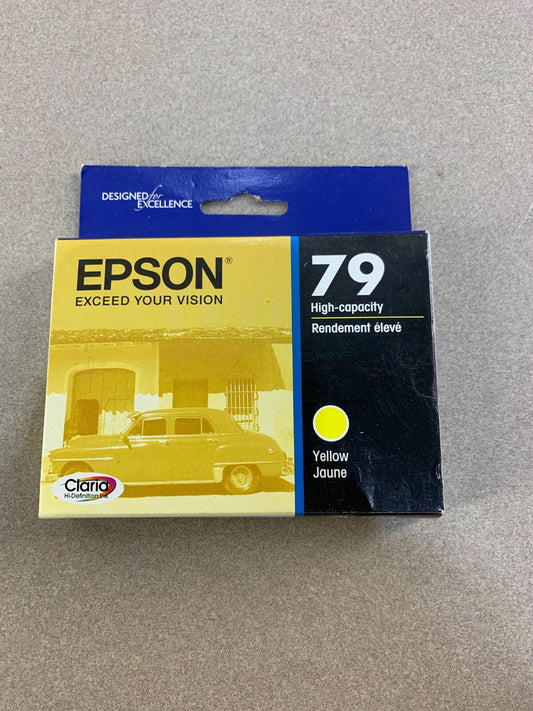 DESIGNED for
EXCELLENCE
EPSON®
EXCEED YOUR VISION
79
High-capacity
Rendement élevé
Yellow
Jaune
Claria
Hi-Definition Ink